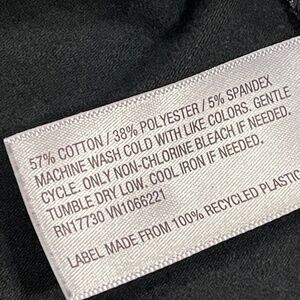 57% COTTON / 38% POLYESTER / 5% SPANDEX
MACHINE WASH COLD WITH LIKE COLORS. GENTLE
CYCLE. ONLY NON-CHLORINE BLEACH IF NEEDED.
TUMBLE DRY LOW. COOL IRON IF NEEDED.
RN17730 VN1066221
LABEL MADE FROM 100% RECYCLED PLASTIC